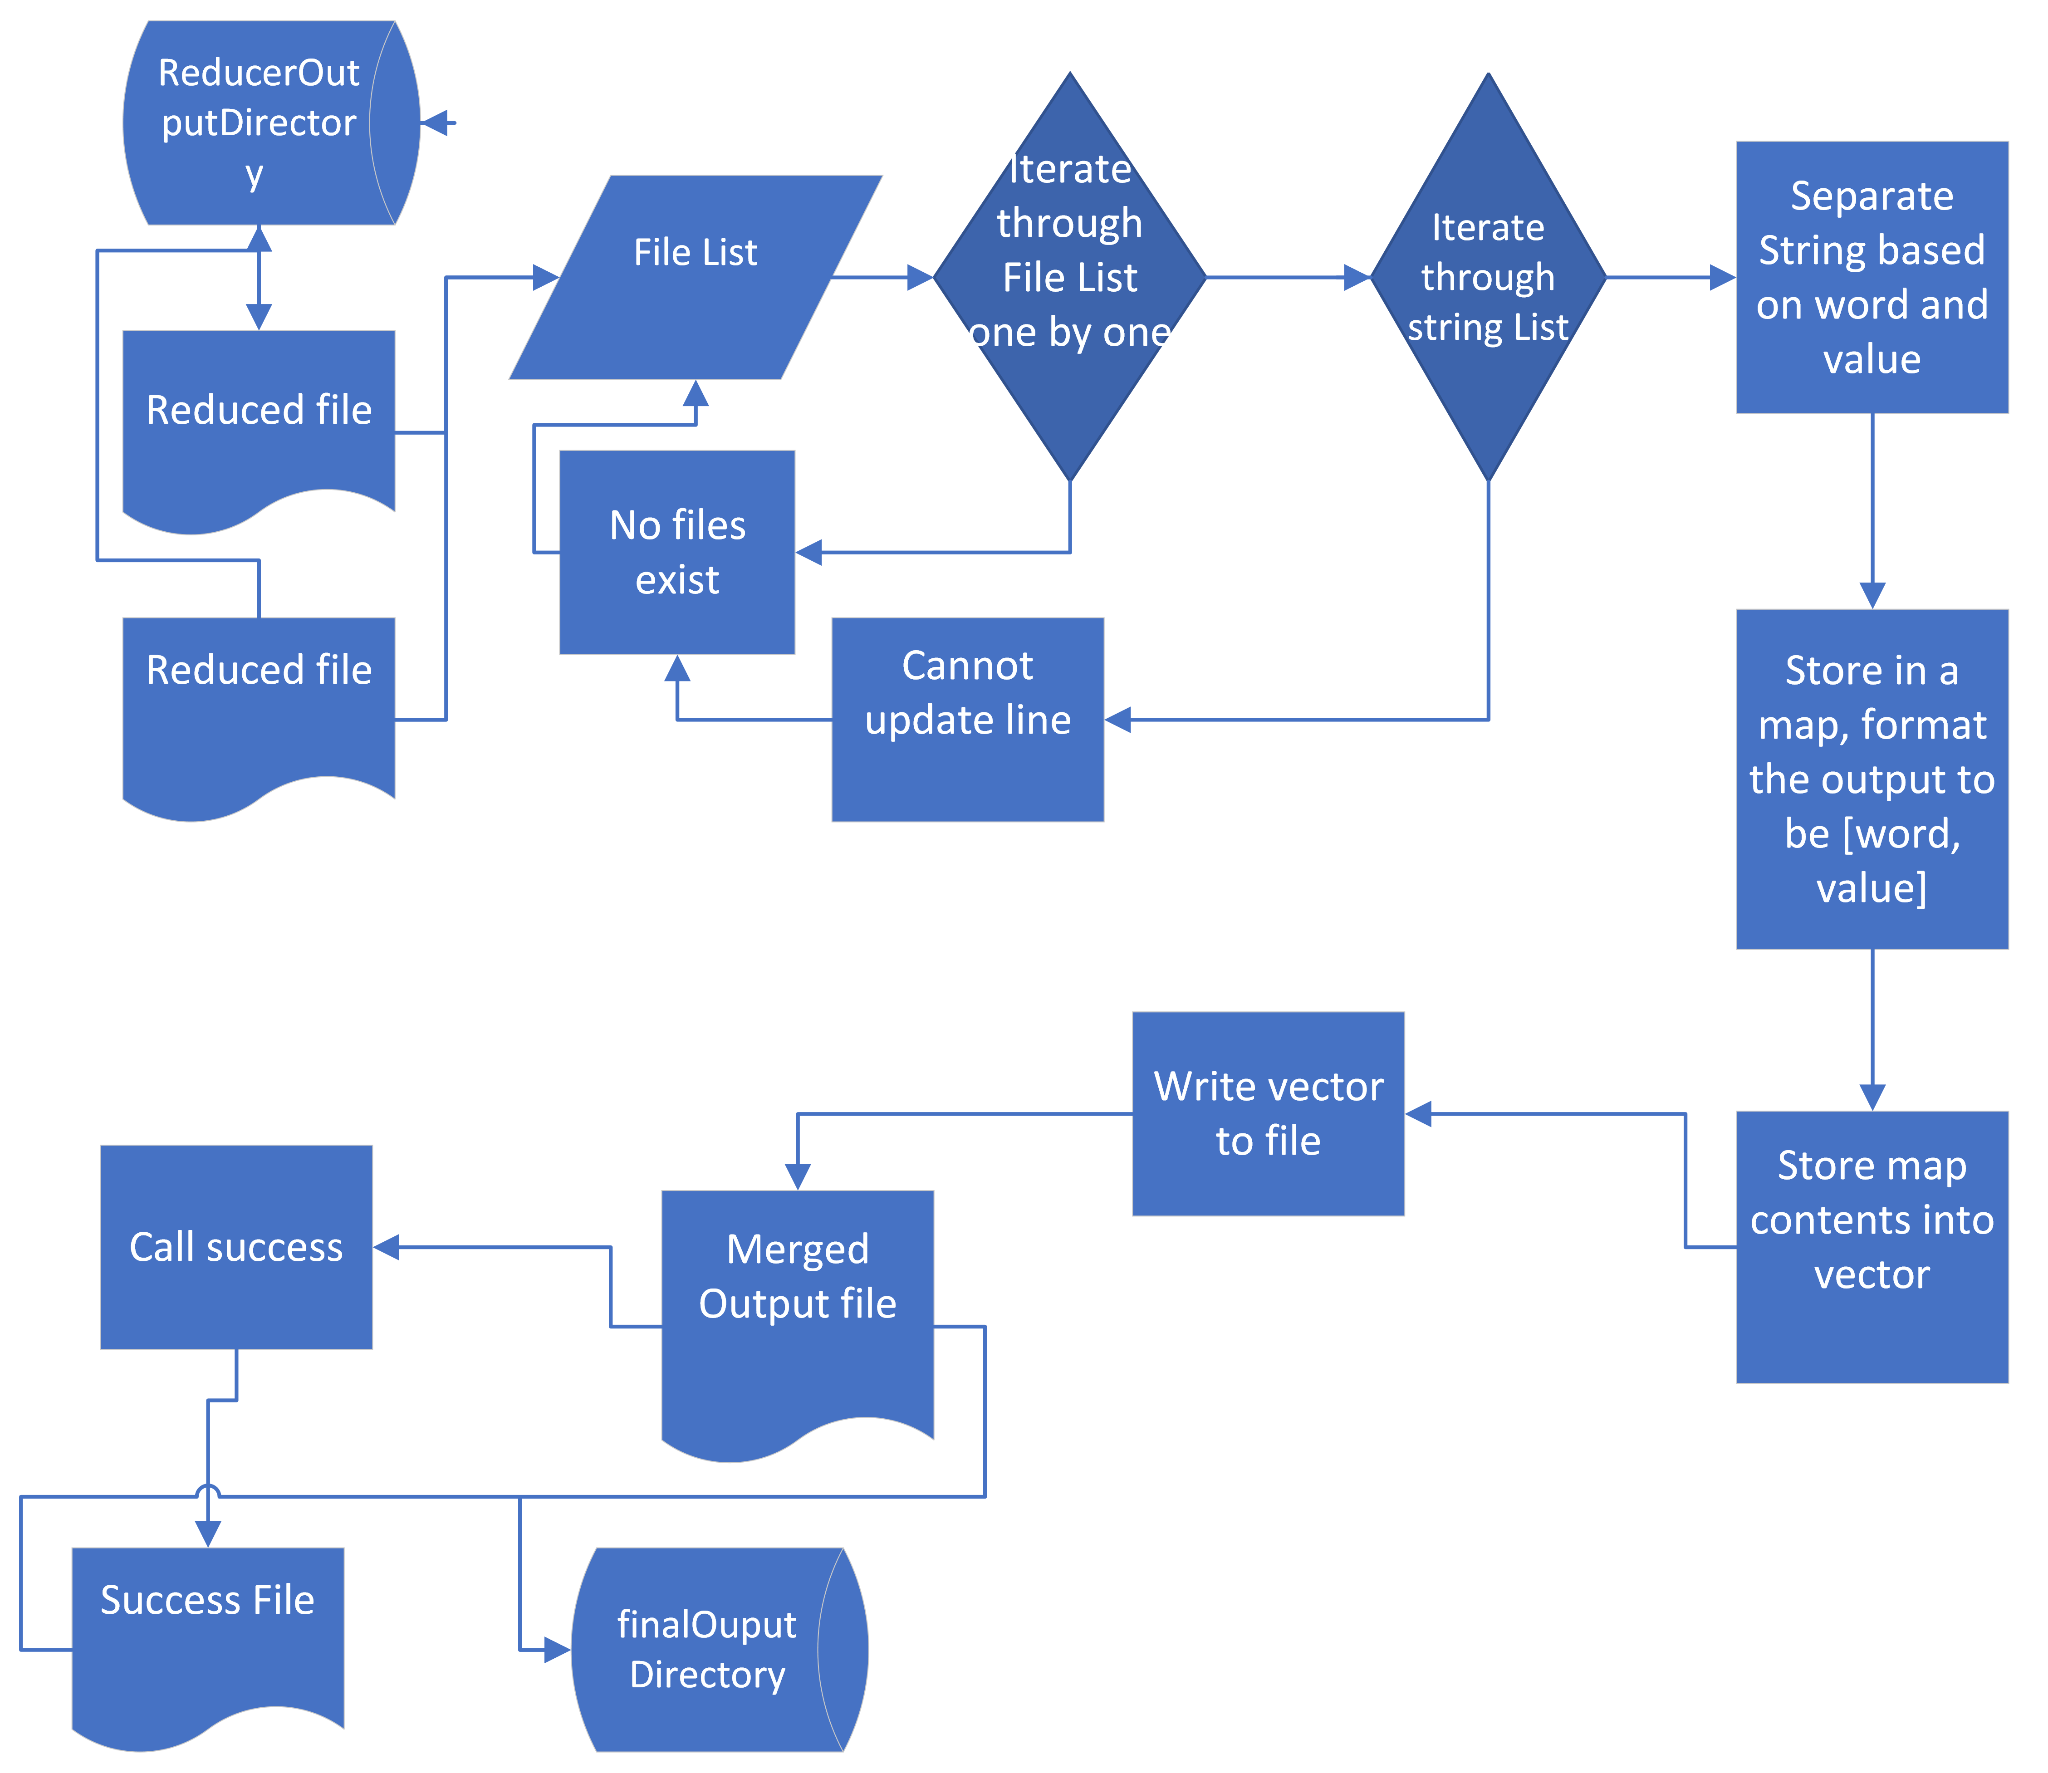 ReducerOut
putDirector
y
Reduced file
Reduced file
File List
No files
exist
Cannot
update line
Iterate
through
File List
one by one
Iterate
through
string List
Separate
String based
on word and
value
Store in a
map, format
the output to
be [word,
value]
Store map
contents into
vector
Write vector
to file
Merged
Output file
Call success
Success File
finalOuput
Directory